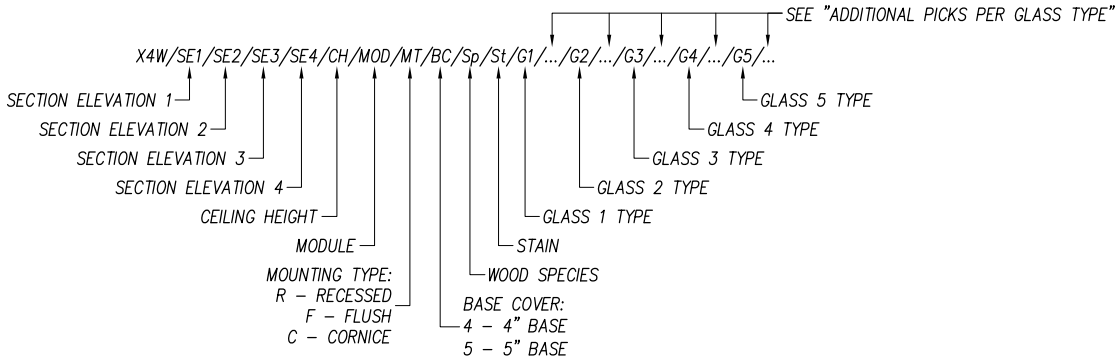 SEE "ADDITIONAL PICKS PER GLASS TYPE"
X4W/SE1/SE2/SE3/SE4/CH/MOD/MT/BC/Sp/St/G1/.../G2/.../G3/.../G4/.../G5/...
SECTION ELEVATION 1
GLASS 5 TYPE
SECTION ELEVATION 2
GLASS 4 TYPE
SECTION ELEVATION 3
GLASS 3 TYPE
SECTION ELEVATION 4
GLASS 2 TYPE
CEILING HEIGHT
GLASS 1 TYPE
MODULE
STAIN
MOUNTING TYPE:
R – RECESSED
F – FLUSH
C – CORNICE
WOOD SPECIES
BASE COVER:
4 – 4" BASE
5 – 5" BASE